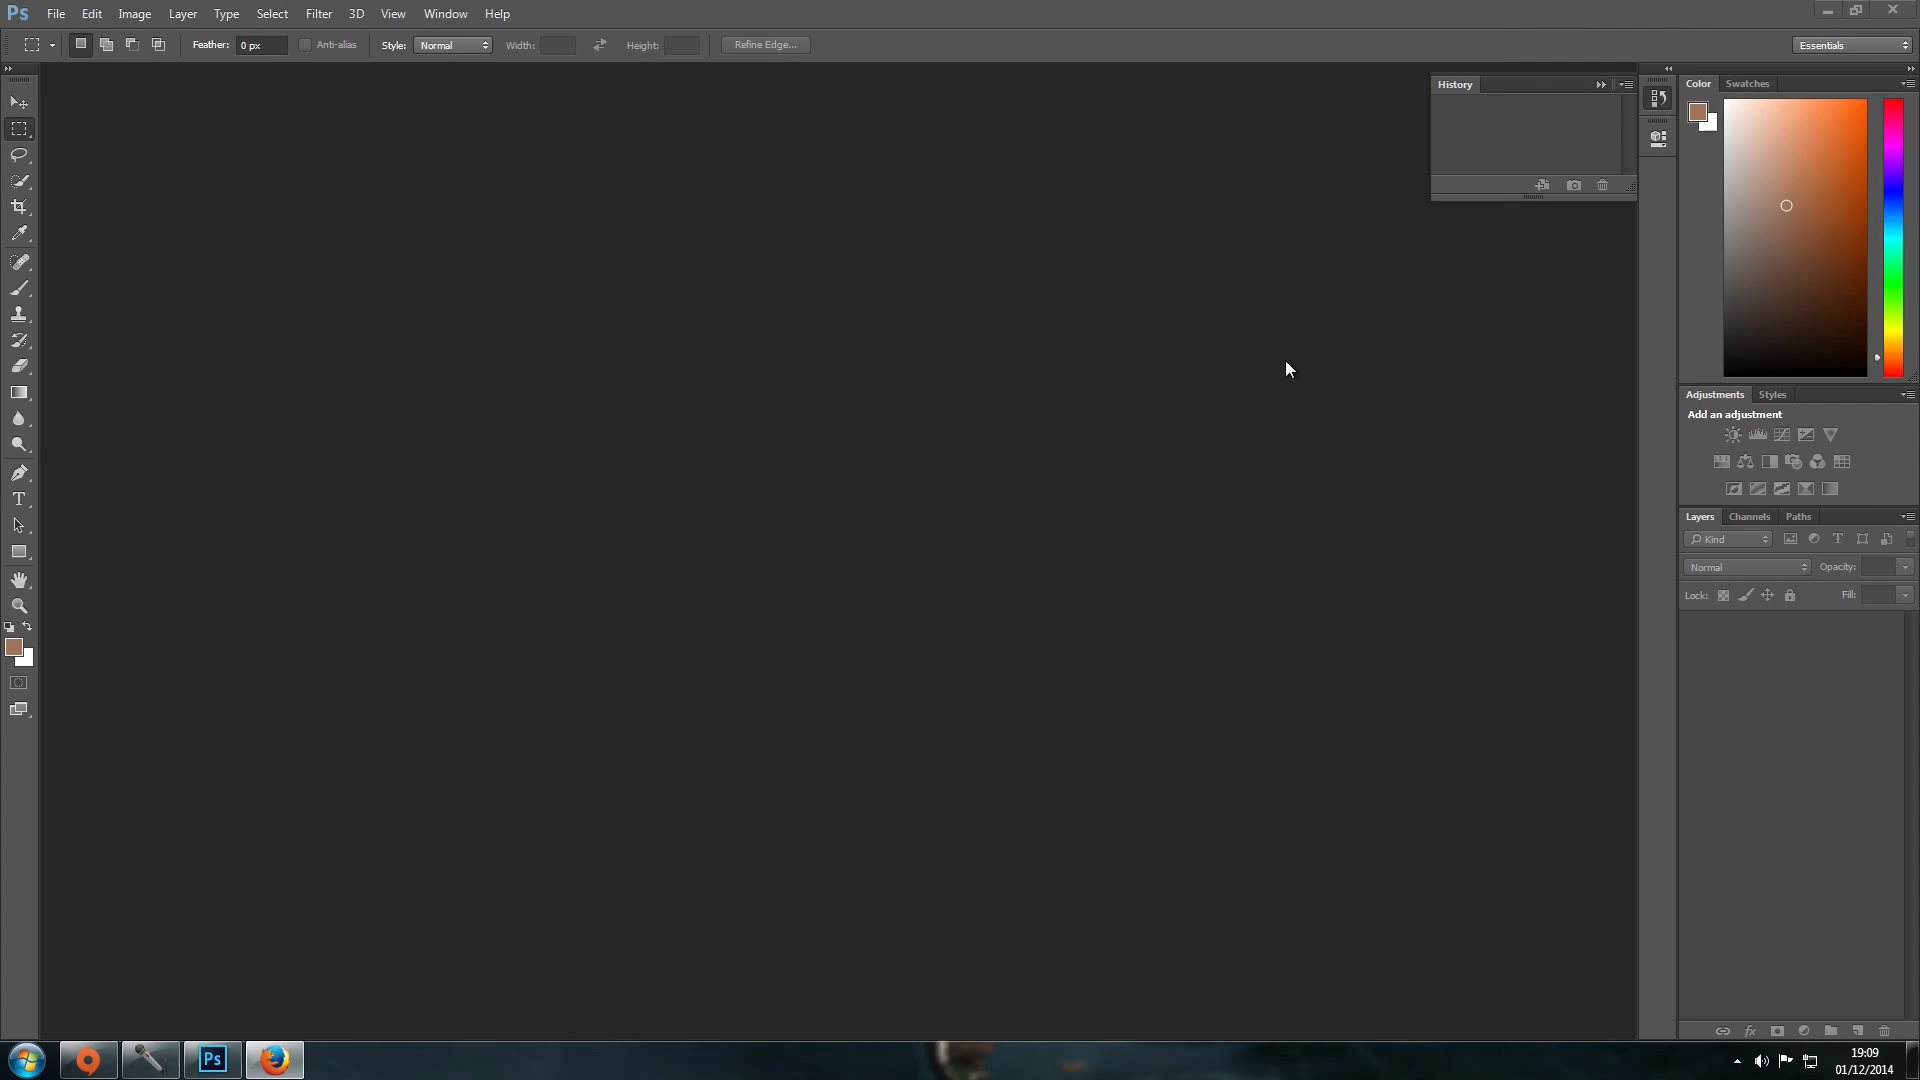 Ps File Edit Image Layer Type Select Filter 3D View Window Help
Feather: 0 px Anti-alias Style: Normal Width: Height: Refine Edge... Essentials
History
Color Swatches
Adjustments Styles
Add an adjustment
Layers Channels Paths
Kind
Normal Opacity:
Lock: Fill:
T
fx
Ps
19:09
01/12/2014